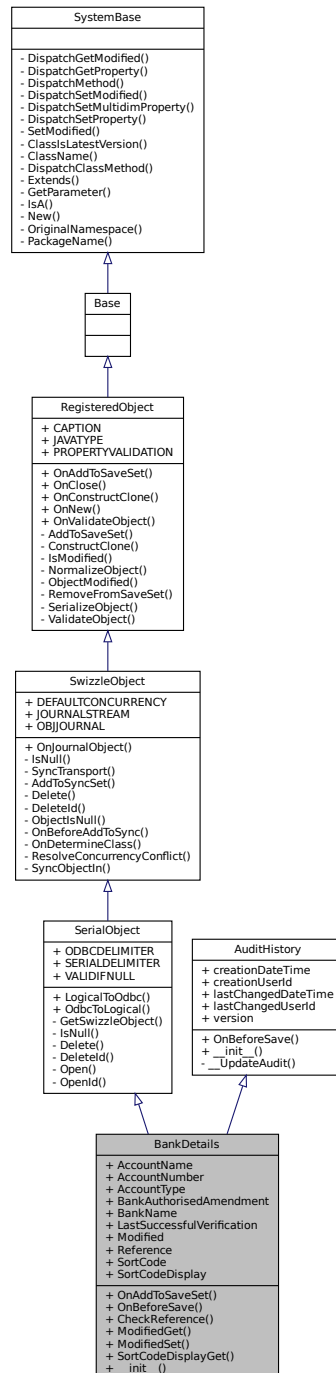 SystemBase
- DispatchGetModified()
- DispatchGetProperty()
- DispatchMethod()
- DispatchSetModified()
- DispatchSetMultidimProperty()
- DispatchSetProperty()
- SetModified()
- ClassIsLatestVersion()
- ClassName()
- DispatchClassMethod()
- Extends()
- GetParameter()
- IsA()
- New()
- OriginalNamespace()
- PackageName()
Base
RegisteredObject
+ CAPTION
+ JAVATYPE
+ PROPERTYVALIDATION
+ OnAddToSaveSet()
+ OnClose()
+ OnConstructClone()
+ OnNew()
+ OnValidateObject()
- AddToSaveSet()
- ConstructClone()
- IsModified()
- NormalizeObject()
- ObjectModified()
- RemoveFromSaveSet()
- SerializeObject()
- ValidateObject()
SwizzleObject
+ DEFAULTCONCURRENCY
+ JOURNALSTREAM
+ OBJJOURNAL
+ OnJournalObject()
- IsNull()
- SyncTransport()
- AddToSyncSet()
- Delete()
- DeleteId()
- ObjectIsNull()
- OnBeforeAddToSync()
- OnDetermineClass()
- ResolveConcurrencyConflict()
- SyncObjectIn()
SerialObject
+ ODBCDELIMITER
+ SERIALDELIMITER
+ VALIDIFNULL
+ LogicalToOdbc()
+ OdbcToLogical()
- GetSwizzleObject()
- IsNull()
- Delete()
- DeleteId()
- Open()
- OpenId()
AuditHistory
+ creationDateTime
+ creationUserId
+ lastChangedDateTime
+ lastChangedUserId
+ version
+ OnBeforeSave()
+ __init__()
- __UpdateAudit()
BankDetails
+ AccountName
+ AccountNumber
+ AccountType
+ BankAuthorisedAmendment
+ BankName
+ LastSuccessfulVerification
+ Modified
+ Reference
+ SortCode
+ SortCodeDisplay
+ OnAddToSaveSet()
+ OnBeforeSave()
+ CheckReference()
+ ModifiedGet()
+ ModifiedSet()
+ SortCodeDisplayGet()
+ __init__()